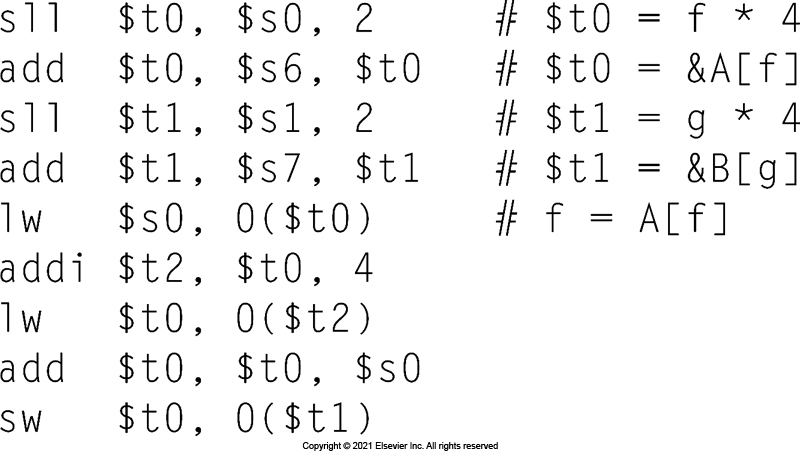 sll $t0, $s0, 2 # $t0 = f * 4
add $t0, $s6, $t0 # $t0 = &A[f]
sll $t1, $s1, 2 # $t1 = g * 4
add $t1, $s7, $t1 # $t1 = &B[g]
lw $s0, 0($t0) # f = A[f]
addi $t2, $t0, 4
lw $t0, 0($t2)
add $t0, $t0, $s0
sw $t0, 0($t1)
Copyright © 2021 Elsevier Inc. All rights reserved